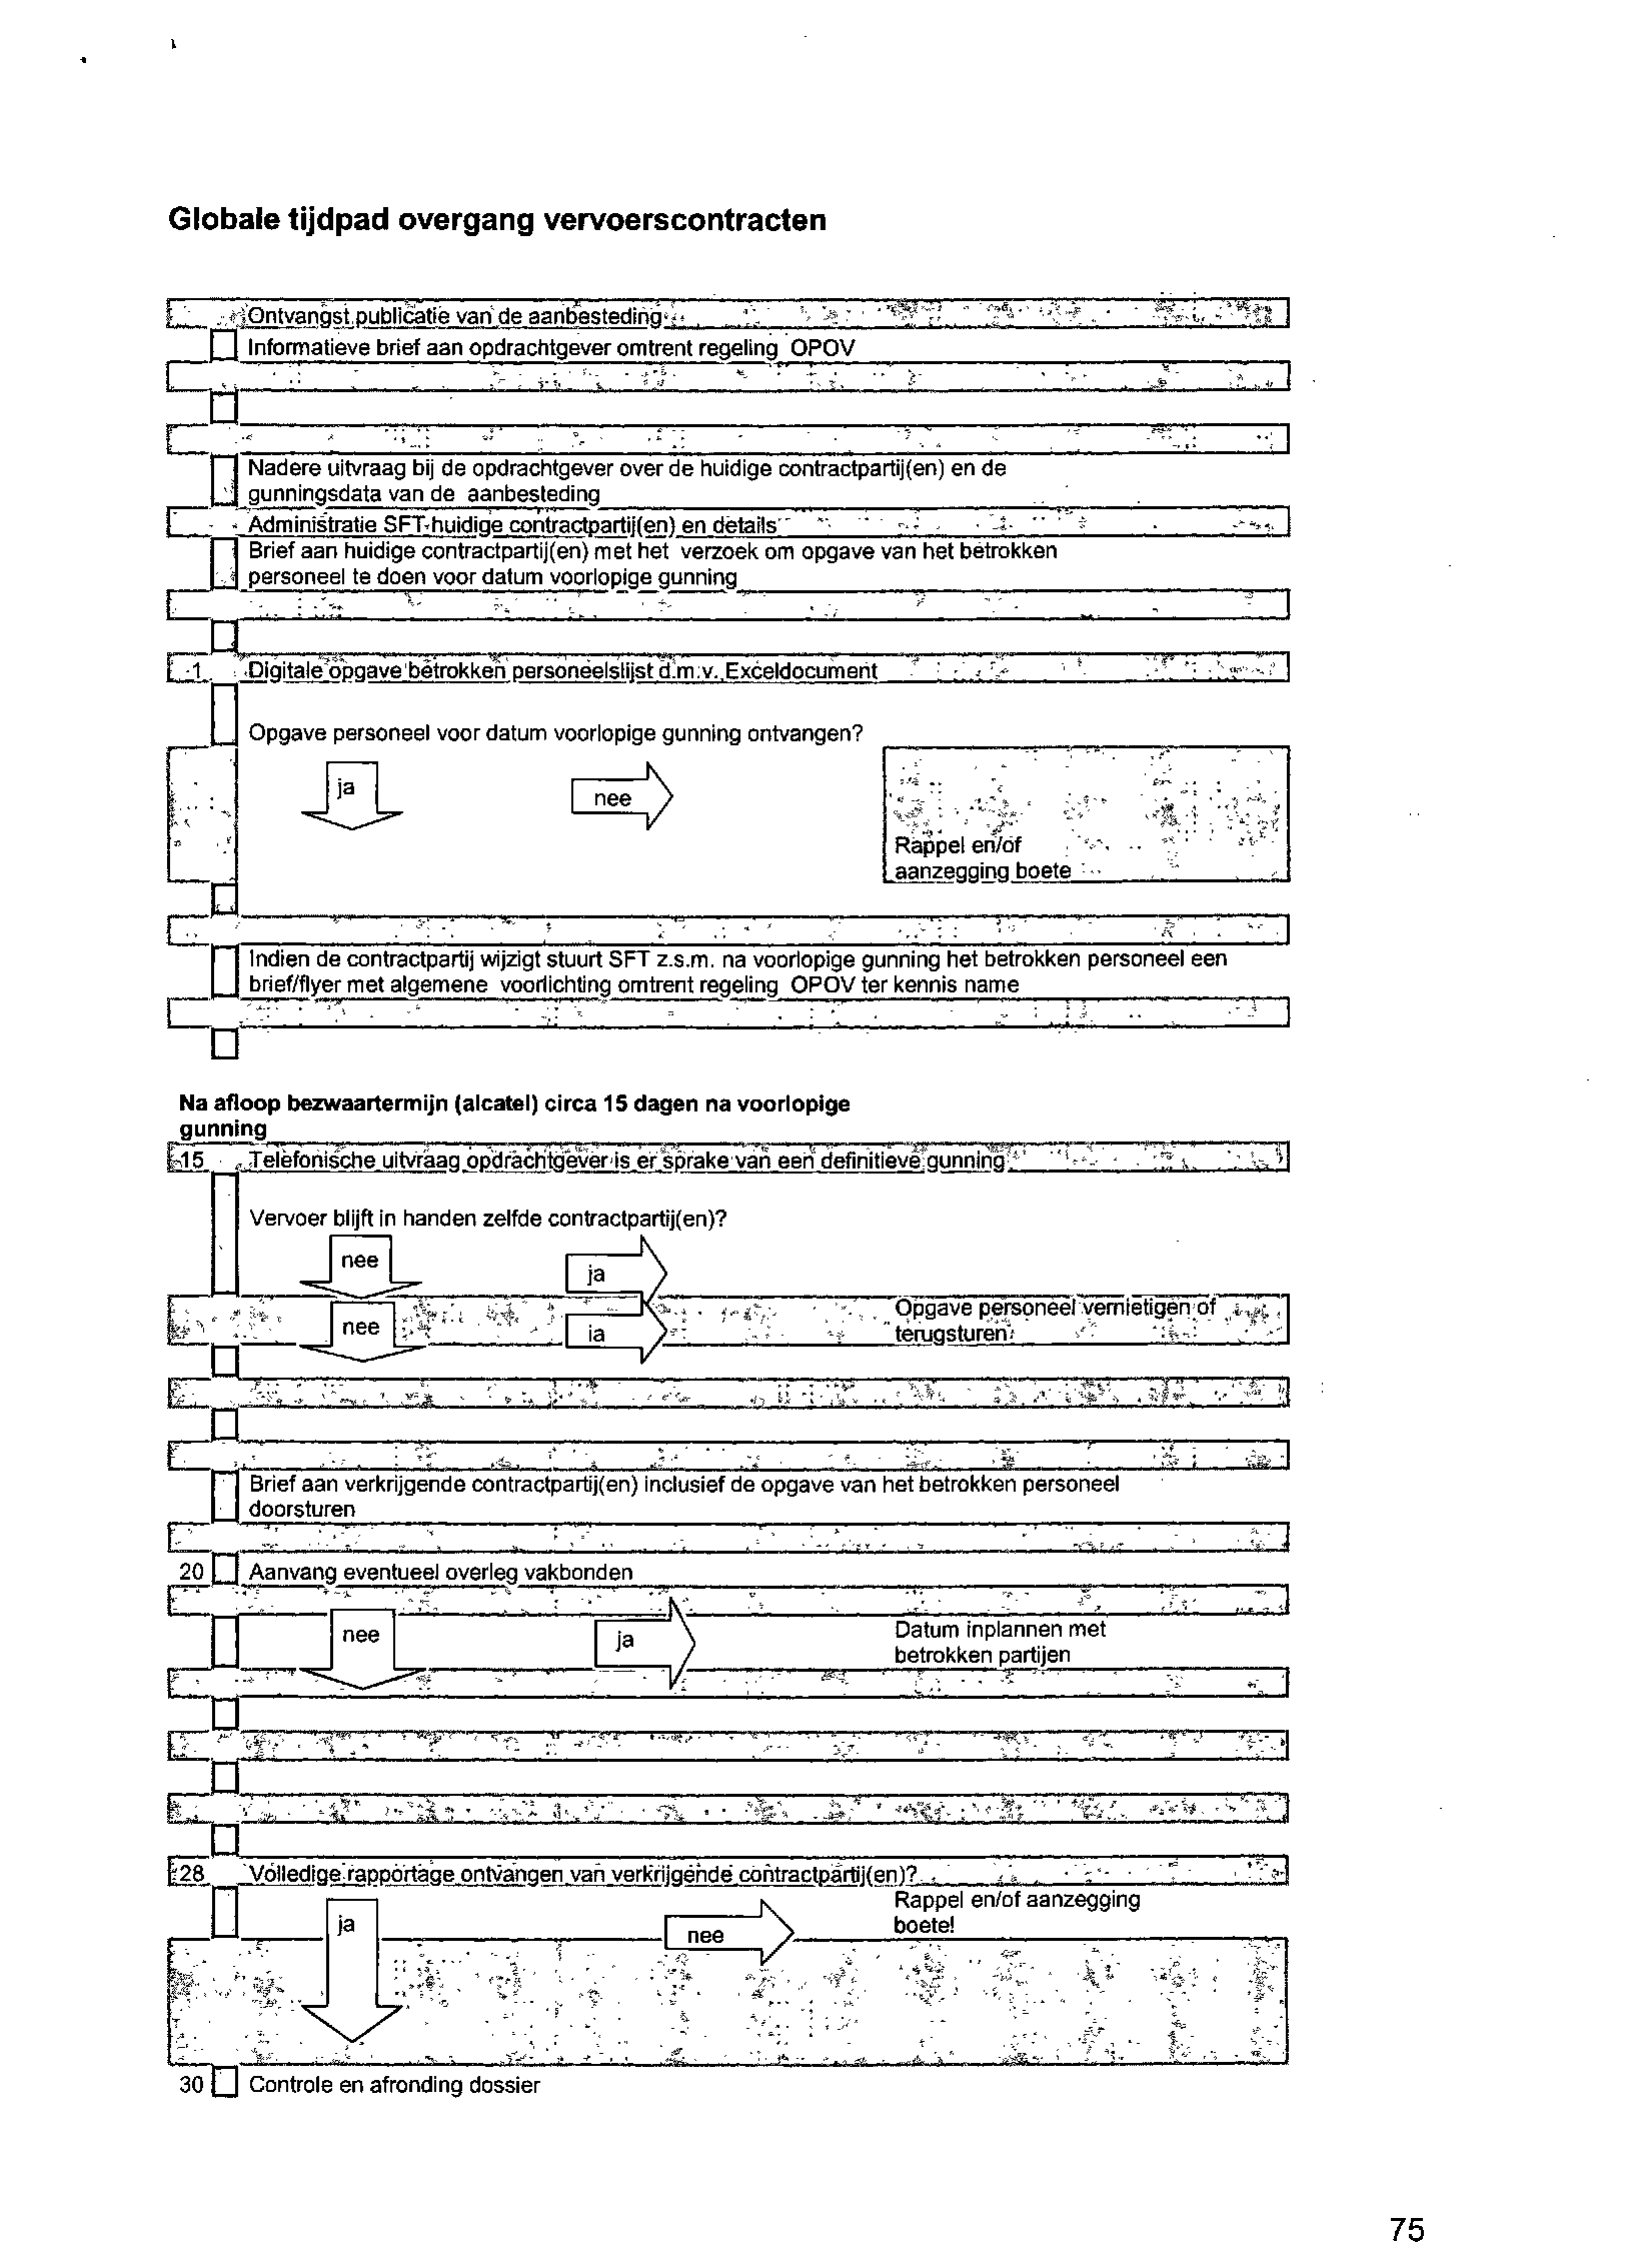 Globale tijdpad overgang vervoerscontracten
Ontvangst publicatie van de aanbesteding
Informatieve brief aan opdrachtgever omtrent regeling OPOV
Nadere uitvraag bij de opdrachtgever over de huidige contractpartij(en) en de
gunningsdata van de aanbesteding
Administratie SFT huidige contractpartij(en) en details
Brief aan huidige contractpartij(en) met het verzoek om opgave van het betrokken
personeel te doen voor datum voorlopige gunning
-1 Digitale opgave betrokken personeelslijst d.m.v. Exceldocument
Opgave personeel voor datum voorlopige gunning ontvangen?
ja
nee
Rappel en/of
aanzegging boete
Indien de contractpartij wijzigt stuurt SFT z.s.m. na voorlopige gunning het betrokken personeel een
brief/flyer met algemene voorlichting omtrent regeling OPOV ter kennis name
Na afloop bezwaartermijn (alcatel) circa 15 dagen na voorlopige
gunning
15 Telefonische uitvraag opdrachtgever is er sprake van een definitieve gunning
Vervoer blijft in handen zelfde contractpartij(en)?
nee
ja
nee
ja
Opgave personeel vernietigen of
terugsturen
Brief aan verkrijgende contractpartij(en) inclusief de opgave van het betrokken personeel
doorsturen
20 Aanvang eventueel overleg vakbonden
nee
ja
Datum inplannen met
betrokken partijen
28 Volledige rapportage ontvangen van verkrijgende contractpartij(en)?
ja
nee
Rappel en/of aanzegging
boete!
30 Controle en afronding dossier
75